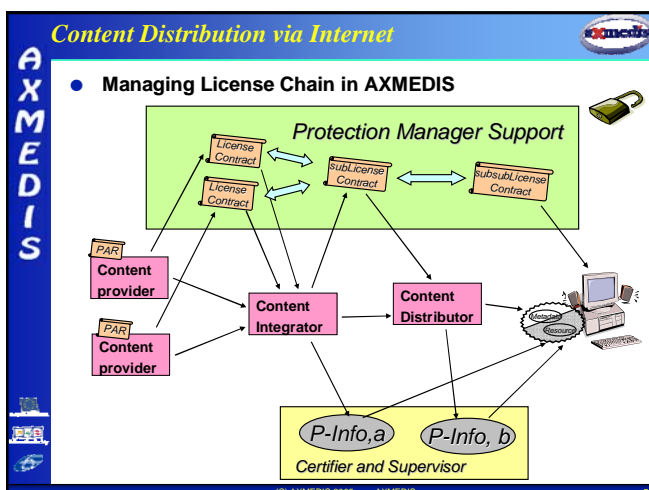 Content Distribution via Internet
axmedis
AXMEDIS
Managing License Chain in AXMEDIS
Protection Manager Support
License
Contract
subLicense
Contract
subsubLicense
Contract
License
Contract
PAR
Content
provider
Content
Integrator
Content
Distributor
Metadata
Resource
PAR
Content
provider
P-Info,a
P-Info, b
Certifier and Supervisor